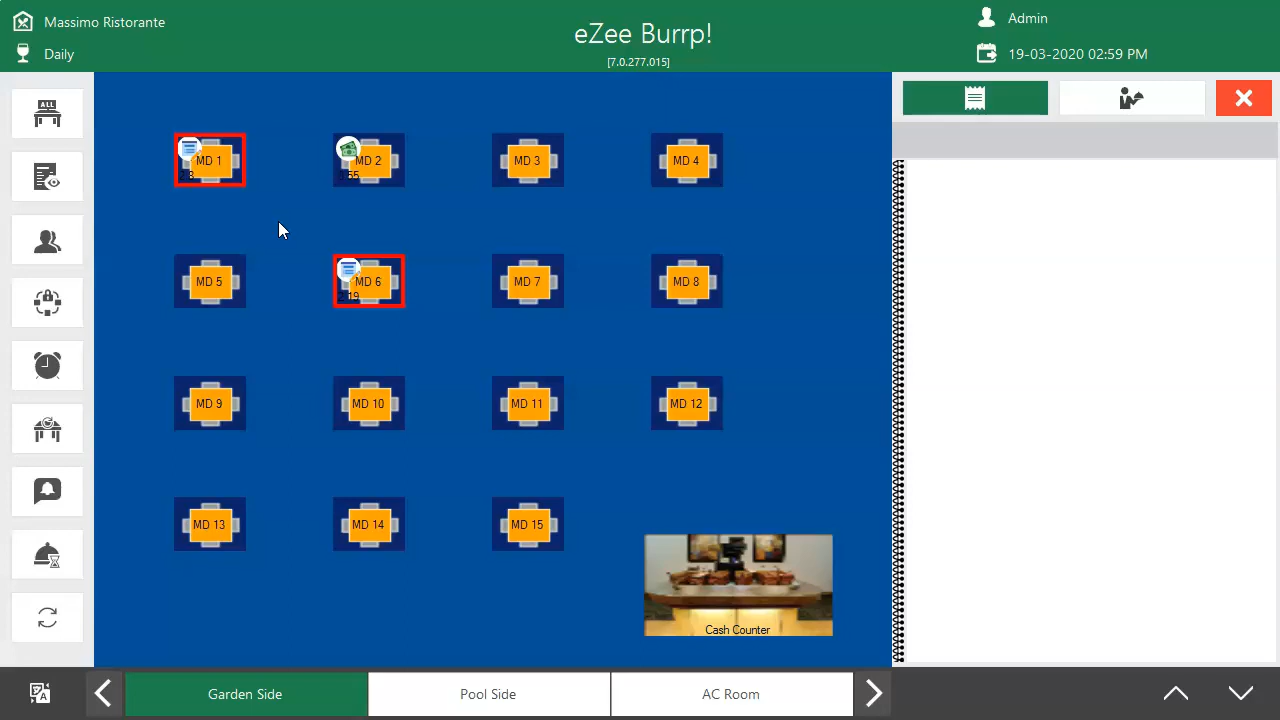 Massimo Ristorante
Daily
eZee Burrp!
[7.0.277.015]
Admin
19-03-2020 02:59 PM
ALL
MD 1
MD 2
MD 3
MD 4
MD 5
MD 6
MD 7
MD 8
MD 9
MD 10
MD 11
MD 12
MD 13
MD 14
MD 15
Cash Counter
Garden Side
Pool Side
AC Room